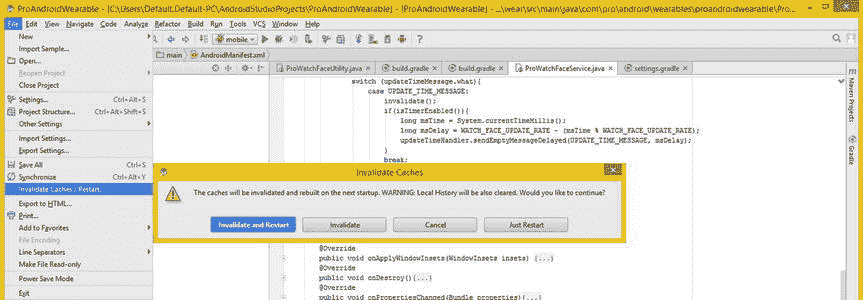 ProAndroidWearable - [C:\Users\Default.Default-PC\AndroidStudioProjects\ProAndroidWearable] - [ProAndroidWearable] - ...\wear\src\main\java\com\pro\android\wearables\proandroidwearable\Pro...
File Edit View Navigate Code Analyze Refactor Build Run Tools VCS Window Help
New
Import Sample...
Open...
Reopen Project
Close Project
Settings... Ctrl+Alt+S
Project Structure... Ctrl+Alt+Shift+S
Other Settings
Import Settings...
Export Settings...
Save All Ctrl+S
Synchronize Ctrl+Alt+Y
Invalidate Caches / Restart...
Export to HTML...
Print...
Add to Favorites
File Encoding
Line Separators
Make File Read-only
Power Save Mode
Exit
mobile
main AndroidManifest.xml
ProWatchFaceUtility.java build.gradle build.gradle ProWatchFaceService.java settings.gradle
switch (updateTimeMessage.what){
case UPDATE_TIME_MESSAGE:
invalidate();
if(isTimerEnabled()){
long msTime = System.currentTimeMillis();
long msDelay = WATCH_FACE_UPDATE_RATE - (msTime % WATCH_FACE_UPDATE_RATE);
updateTimeHandler.sendEmptyMessageDelayed(UPDATE_TIME_MESSAGE, msDelay);
}
break;
Invalidate Caches
The caches will be invalidated and rebuilt on the next startup. WARNING: Local History will be also cleared. Would you like to continue?
Invalidate and Restart Invalidate Cancel Just Restart
@Override
public void onApplyWindowInsets(WindowInsets insets) {...}
@Override
public void onDestroy(){...}
@Override
public void onPropertiesChanged(Bundle properties){...}
Maven Projects
Gradle